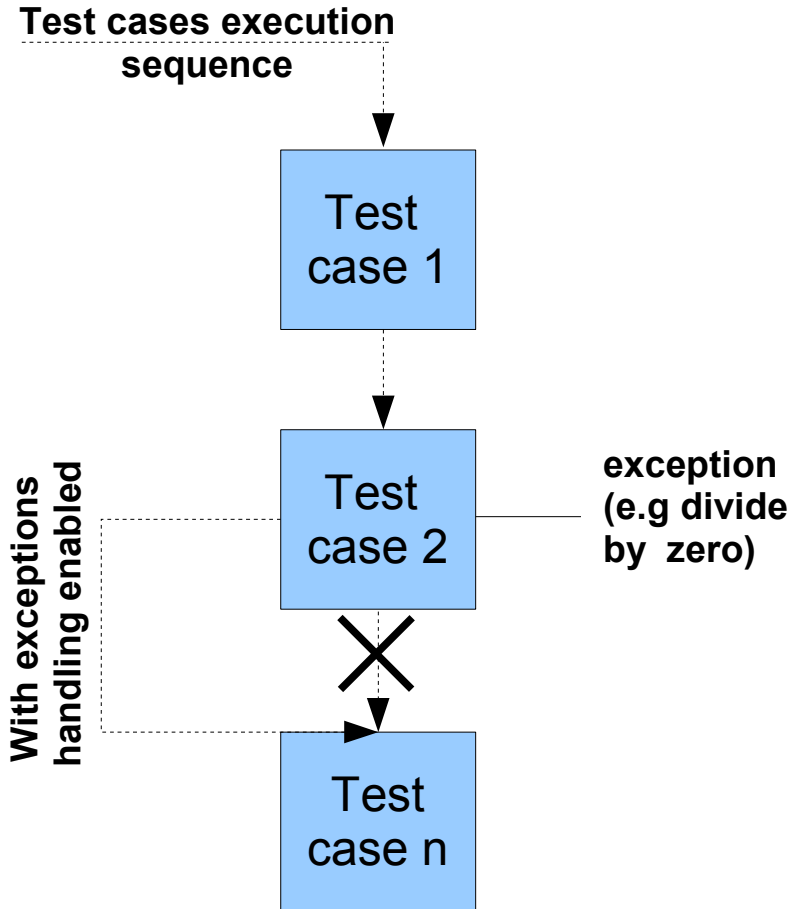 Test cases execution
sequence
Test
case 1
Test
case 2
exception
(e.g divide
by zero)
With exceptions
handling enabled
Test
case n